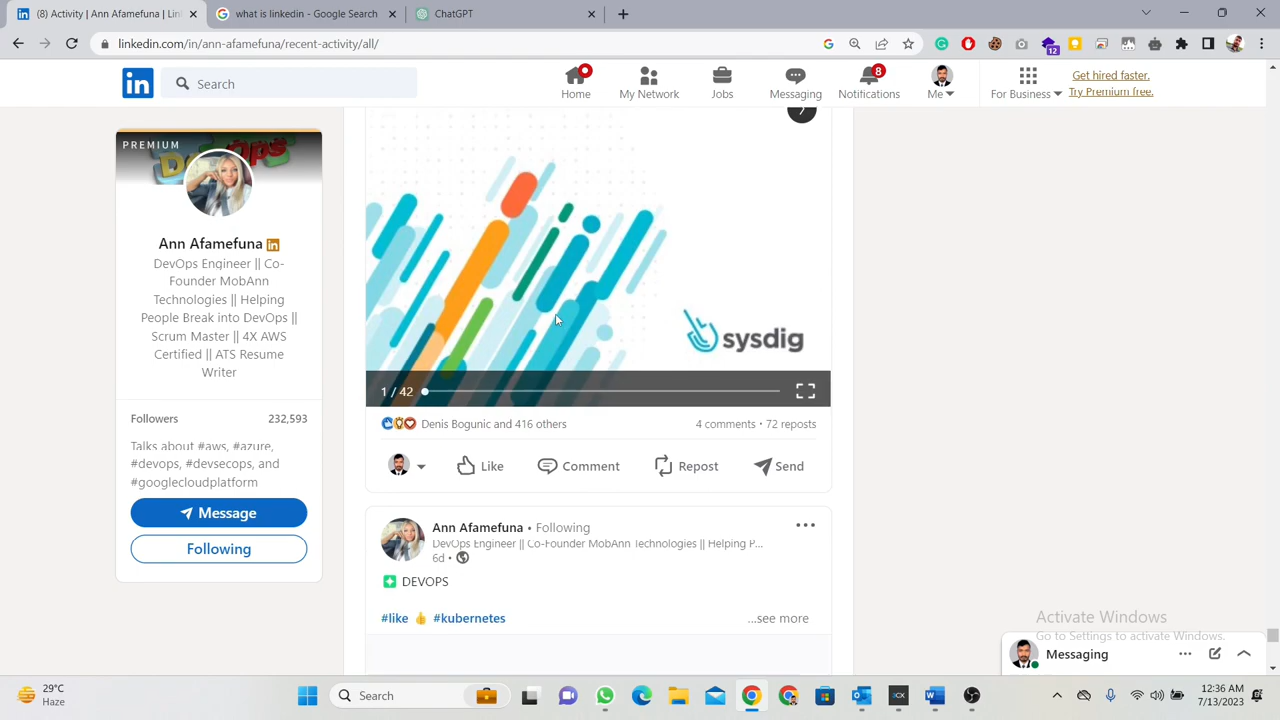 (8) Activity | Ann Afamefuna | Lin
what is linkedin - Google Search
ChatGPT
linkedin.com/in/ann-afamefuna/recent-activity/all/
12
in
Search
Home
My Network
Jobs
Messaging
8
Notifications
Me
For Business
Get hired faster.
Try Premium free.
PREMIUM
DevOps
Ann Afamefuna in
DevOps Engineer || Co-
Founder MobAnn
Technologies || Helping
People Break into DevOps ||
Scrum Master || 4X AWS
Certified || ATS Resume
Writer
Followers 232,593
Talks about #aws, #azure,
#devops, #devsecops, and
#googlecloudplatform
Message
Following
sysdig
1 / 42
Denis Bogunic and 416 others
4 comments • 72 reposts
Like
Comment
Repost
Send
Ann Afamefuna • Following
DevOps Engineer || Co-Founder MobAnn Technologies || Helping P...
6d •
DEVOPS
#like 👍 #kubernetes
...see more
Activate Windows
Go to Settings to activate Windows.
Messaging
29°C
Haze
Search
12:36 AM
7/13/2023